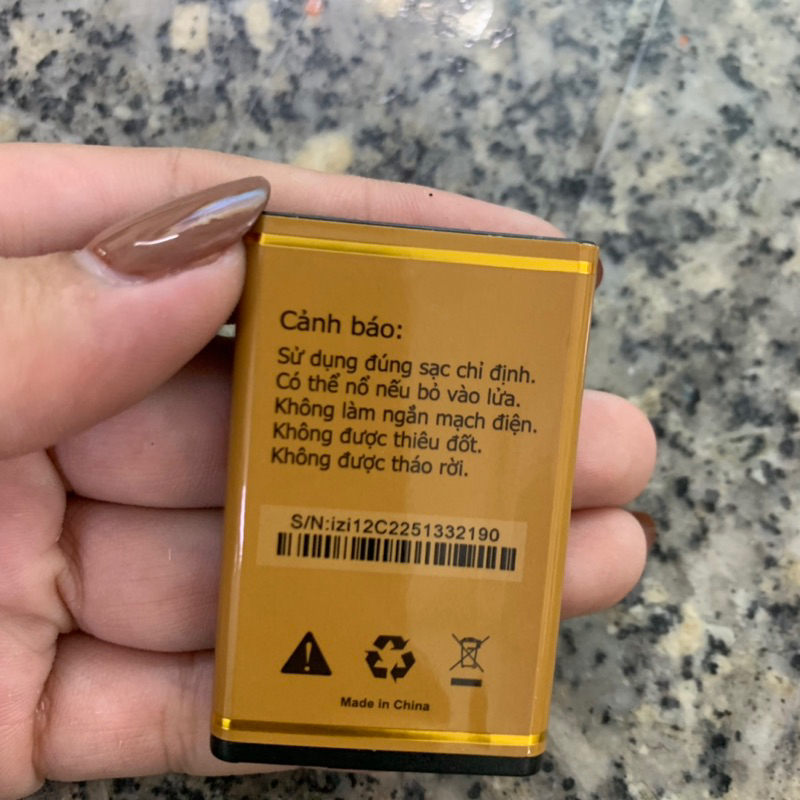 Cảnh báo:
Sử dụng đúng sạc chỉ định.
Có thể nổ nếu bỏ vào lửa.
Không làm ngắn mạch điện.
Không được thiêu đốt.
Không được tháo rời.
S/N:izi12C2251332190
Made in China